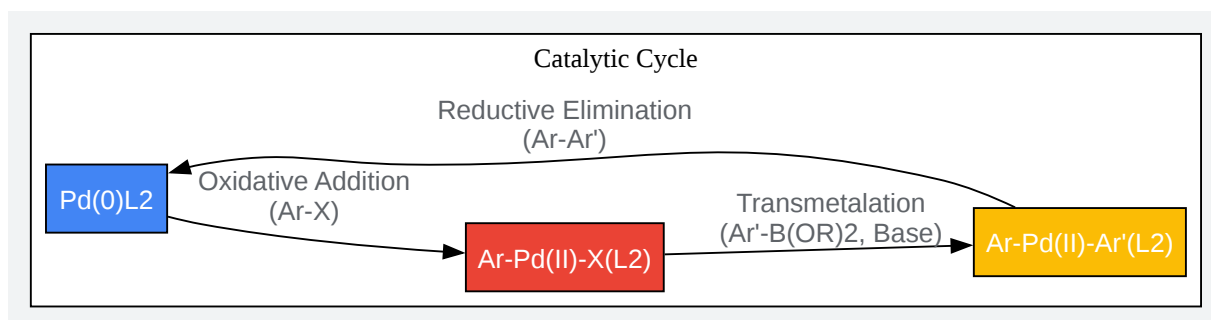 Catalytic Cycle
Reductive Elimination
(Ar-Ar')
Pd(0)L2
Oxidative Addition
(Ar-X)
Ar-Pd(II)-X(L2)
Transmetalation
(Ar'-B(OR)2, Base)
Ar-Pd(II)-Ar'(L2)